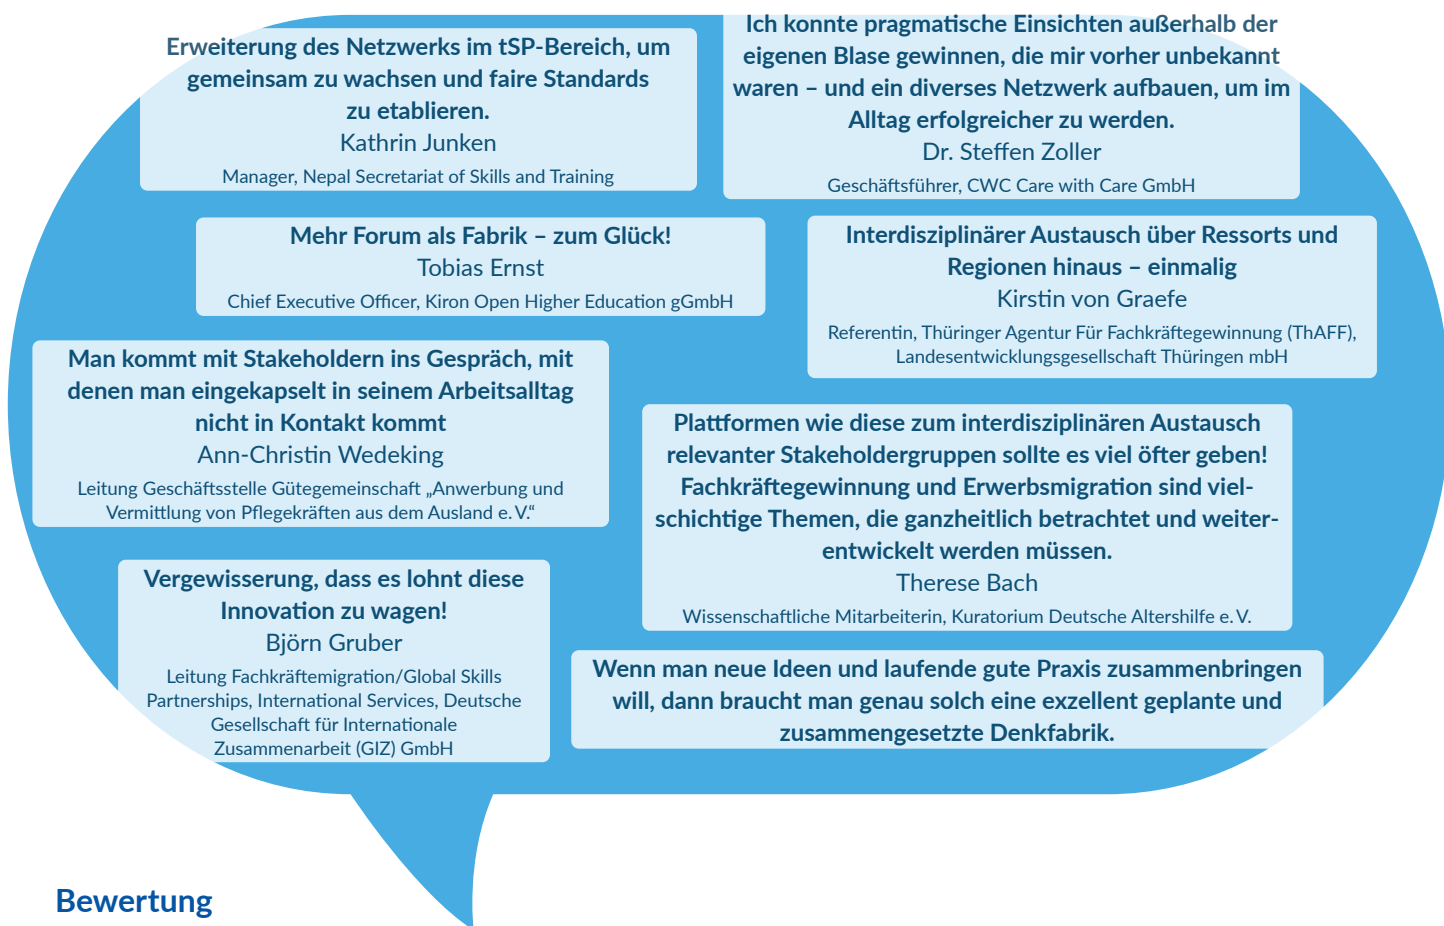 Erweiterung des Netzwerks im tSP-Bereich, um
gemeinsam zu wachsen und faire Standards
zu etablieren.
Kathrin Junken
Manager, Nepal Secretariat of Skills and Training
Ich konnte pragmatische Einsichten außerhalb der
eigenen Blase gewinnen, die mir vorher unbekannt
waren – und ein diverses Netzwerk aufbauen, um im
Alltag erfolgreicher zu werden.
Dr. Steffen Zoller
Geschäftsführer, CWC Care with Care GmbH
Mehr Forum als Fabrik – zum Glück!
Tobias Ernst
Chief Executive Officer, Kiron Open Higher Education gGmbH
Interdisziplinärer Austausch über Ressorts und
Regionen hinaus – einmalig
Kirstin von Graefe
Referentin, Thüringer Agentur Für Fachkräftegewinnung (ThAFF),
Landesentwicklungsgesellschaft Thüringen mbH
Man kommt mit Stakeholdern ins Gespräch, mit
denen man eingekapselt in seinem Arbeitsalltag
nicht in Kontakt kommt
Ann-Christin Wedeking
Leitung Geschäftsstelle Gütegemeinschaft „Anwerbung und
Vermittlung von Pflegekräften aus dem Ausland e. V.“
Plattformen wie diese zum interdisziplinären Austausch
relevanter Stakeholdergruppen sollte es viel öfter geben!
Fachkräftegewinnung und Erwerbsmigration sind viel-
schichtige Themen, die ganzheitlich betrachtet und weiter-
entwickelt werden müssen.
Therese Bach
Wissenschaftliche Mitarbeiterin, Kuratorium Deutsche Altershilfe e. V.
Vergewisserung, dass es lohnt diese
Innovation zu wagen!
Björn Gruber
Leitung Fachkräftemigration/Global Skills
Partnerships, International Services, Deutsche
Gesellschaft für Internationale
Zusammenarbeit (GIZ) GmbH
Wenn man neue Ideen und laufende gute Praxis zusammenbringen
will, dann braucht man genau solch eine exzellent geplante und
zusammengesetzte Denkfabrik.
Bewertung